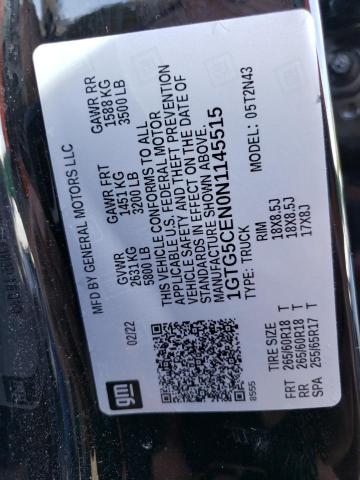 MFD BY GENERAL MOTORS LLC
02/22
GVWR
2631 KG
5800 LB
GAWR FRT
1451 KG
3200 LB
GAWR RR
1588 KG
3500 LB
THIS VEHICLE CONFORMS TO ALL
APPLICABLE U.S. FEDERAL MOTOR
VEHICLE SAFETY AND THEFT PREVENTION
STANDARDS IN EFFECT ON THE DATE OF
MANUFACTURE SHOWN ABOVE.
1GTG5CEN0N1145515
TYPE: TRUCK
MODEL: 05T2N43
gm
8555
TIRE SIZE
RIM
FRT 265/60R18 T 18X8.5J
RR 265/60R18 T 18X8.5J
SPA 255/65R17 T 17X8J